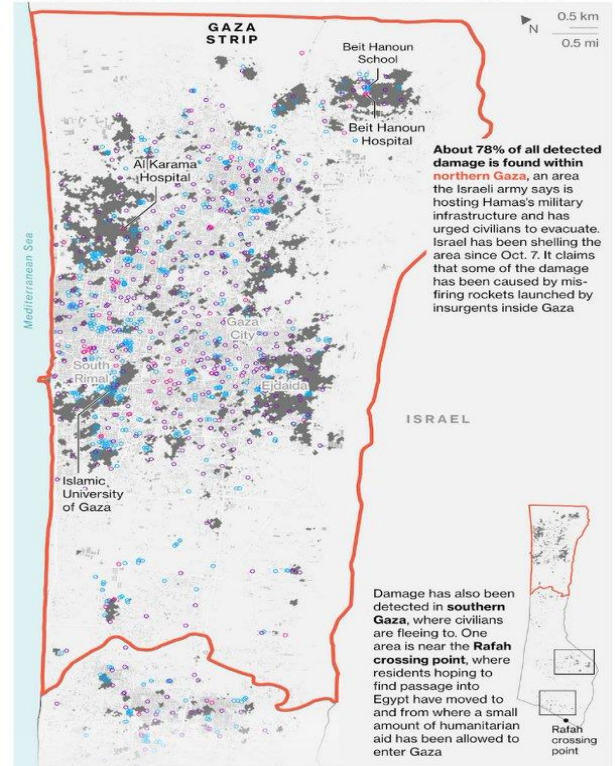 GAZA
STRIP
Beit Hanoun
School
N
0.5 km
0.5 mi
Beit Hanoun
Hospital
Al Karama
Hospital
About 78% of all detected
damage is found within
northern Gaza, an area
the Israeli army says is
hosting Hamas's military
infrastructure and has
urged civilians to evacuate.
Israel has been shelling the
area since Oct. 7. It claims
that some of the damage
has been caused by mis-
firing rockets launched by
insurgents inside Gaza
Mediterranean Sea
Gaza
City
South
Rimal
Ejdaida
ISRAEL
Islamic
University
of Gaza
Damage has also been
detected in southern
Gaza, where civilians
are fleeing to. One
area is near the Rafah
crossing point, where
residents hoping to
find passage into
Egypt have moved to
and from where a small
amount of humanitarian
aid has been allowed to
enter Gaza
Rafah
crossing
point